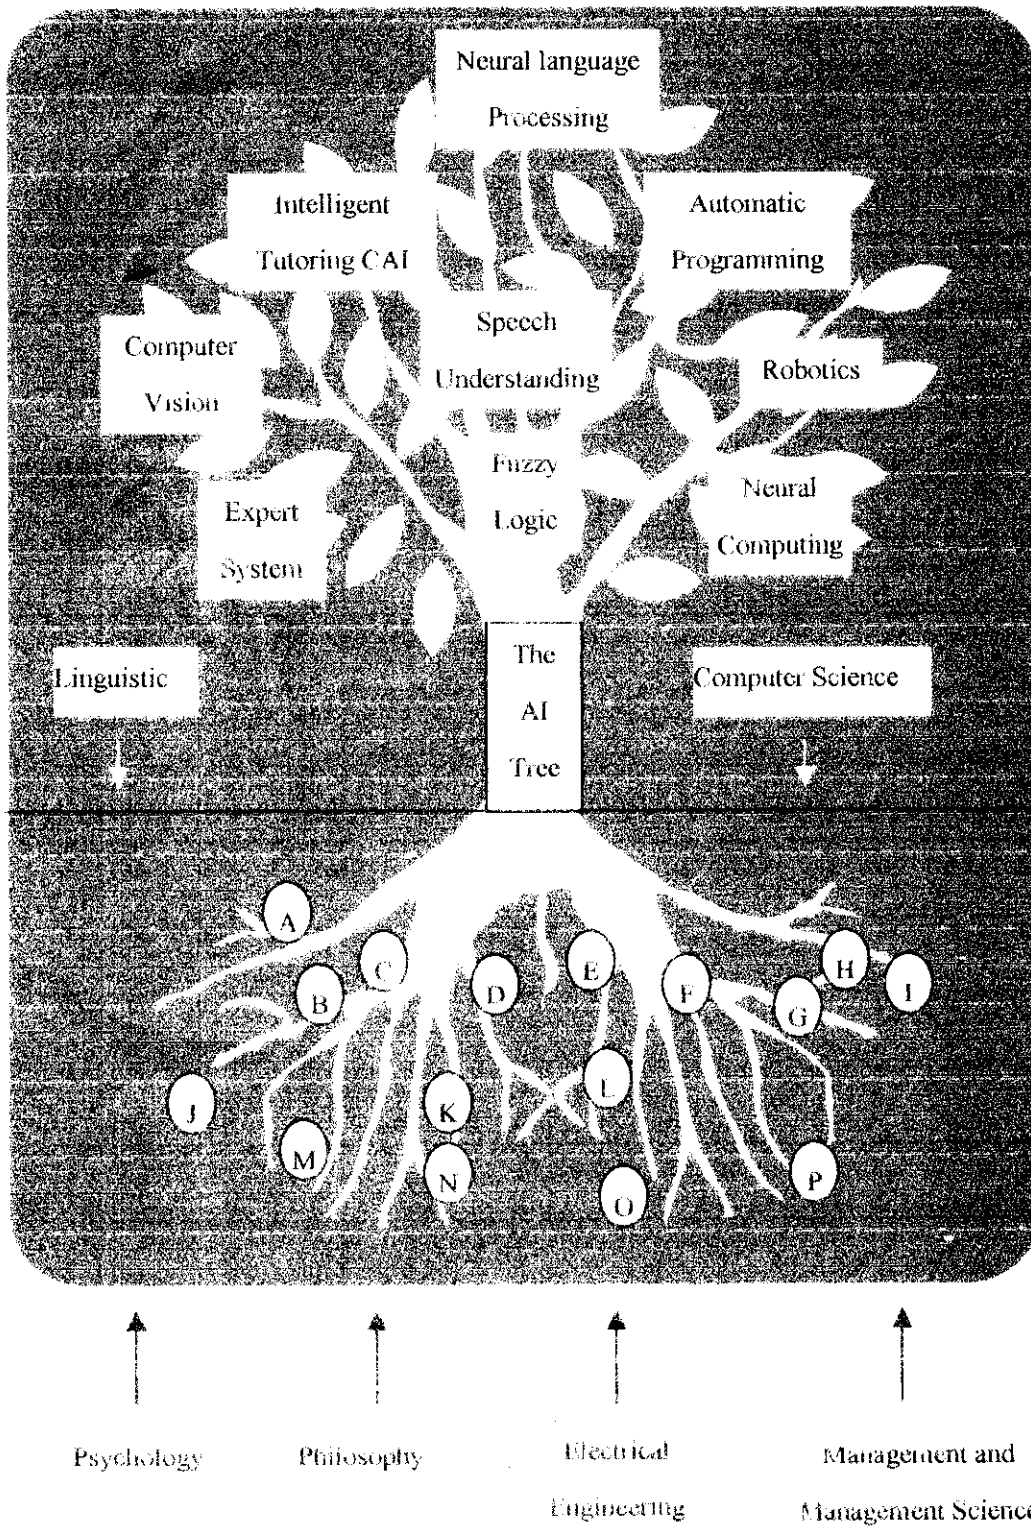 Neural language
Processing
Intelligent
Tutoring CAI
Automatic
Programming
Speech
Understanding
Computer
Vision
Robotics
Fuzzy
Logic
Expert
System
Neural
Computing
Linguistic
The
AI
Tree
Computer Science
A
B
C
D
E
F
G
H
I
J
K
L
M
N
O
P
Psychology
Philosophy
Electrical
Engineering
Management and
Management Science